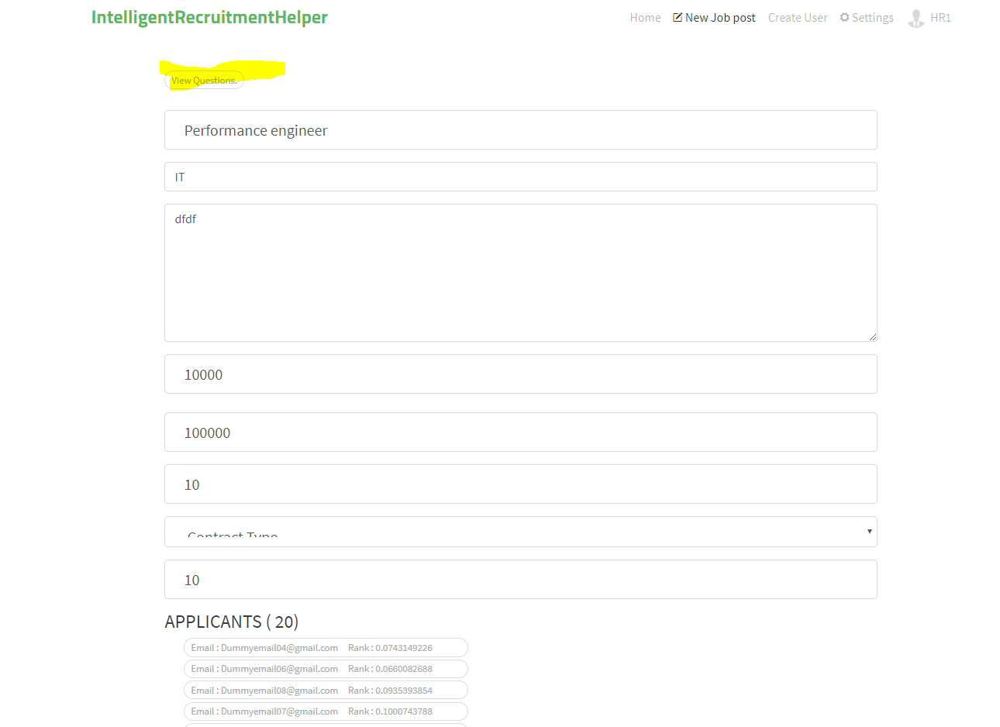 IntelligentRecruitmentHelper
Home New Job post Create User Settings HR1
View Questions.
Performance engineer
IT
dfdf
10000
100000
10
Contract Type
10
APPLICANTS ( 20)
Email : Dummyemail04@gmail.com Rank : 0.0743149226
Email : Dummyemail06@gmail.com Rank : 0.0660082688
Email : Dummyemail08@gmail.com Rank : 0.0935393854
Email : Dummyemail07@gmail.com Rank : 0.1000743788